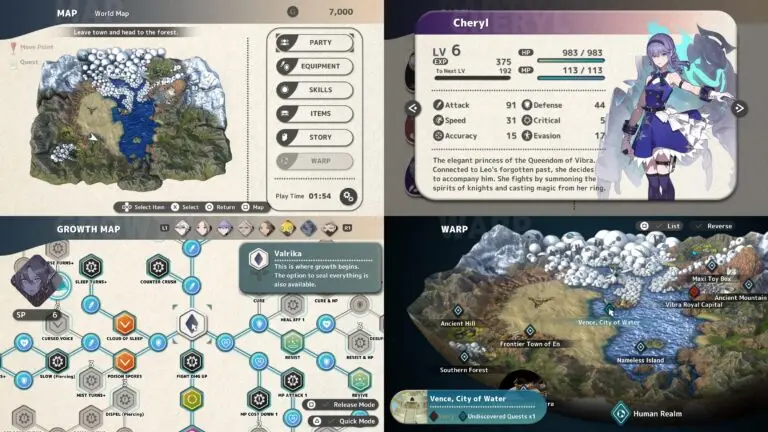 MAP World Map
G 7,000
Leave town and head to the forest.
Move Point
Quest
PARTY
EQUIPMENT
SKILLS
ITEMS
STORY
WARP
Play Time 01:54
Select Item Select Return Map
Cheryl
LV 6
EXP 375
To Next LV 192
HP 983 / 983
MP 113 / 113
Attack 91 Defense 44
Speed 31 Critical 5
Accuracy 15 Evasion 17
The elegant princess of the Queendom of Vibra.
Connected to Leo's forgotten past, she decides
to accompany him. She fights by summoning the
spirits of knights and casting magic from her ring.
GROWTH MAP
L1
R1
Valrika
This is where growth begins.
The option to seal everything is
also available.
SP 6
SLEEP TURNS+
COUNTER CRUSH
CURSED VOICE
CLOUD OF SLEEP
SLOW (Piercing)
POISON SPORES
FIGHT DMG UP
MIST TURNS
DISPEL (Piercing)
CURE
CURE & MP
HEAL EFF 1
RESIST
RESIST & HP
MP ATTACK 1
REVIVE
MP COST DOWN 1
Release Mode
Quick Mode
WARP
List Reverse
Maxi Toy Box
Ancient Mountain
Vibra Royal Capital
Ancient Hill
Vence, City of Water
Frontier Town of En
Nameless Island
Southern Forest
Vence, City of Water
Undiscovered Quests x1
Human Realm